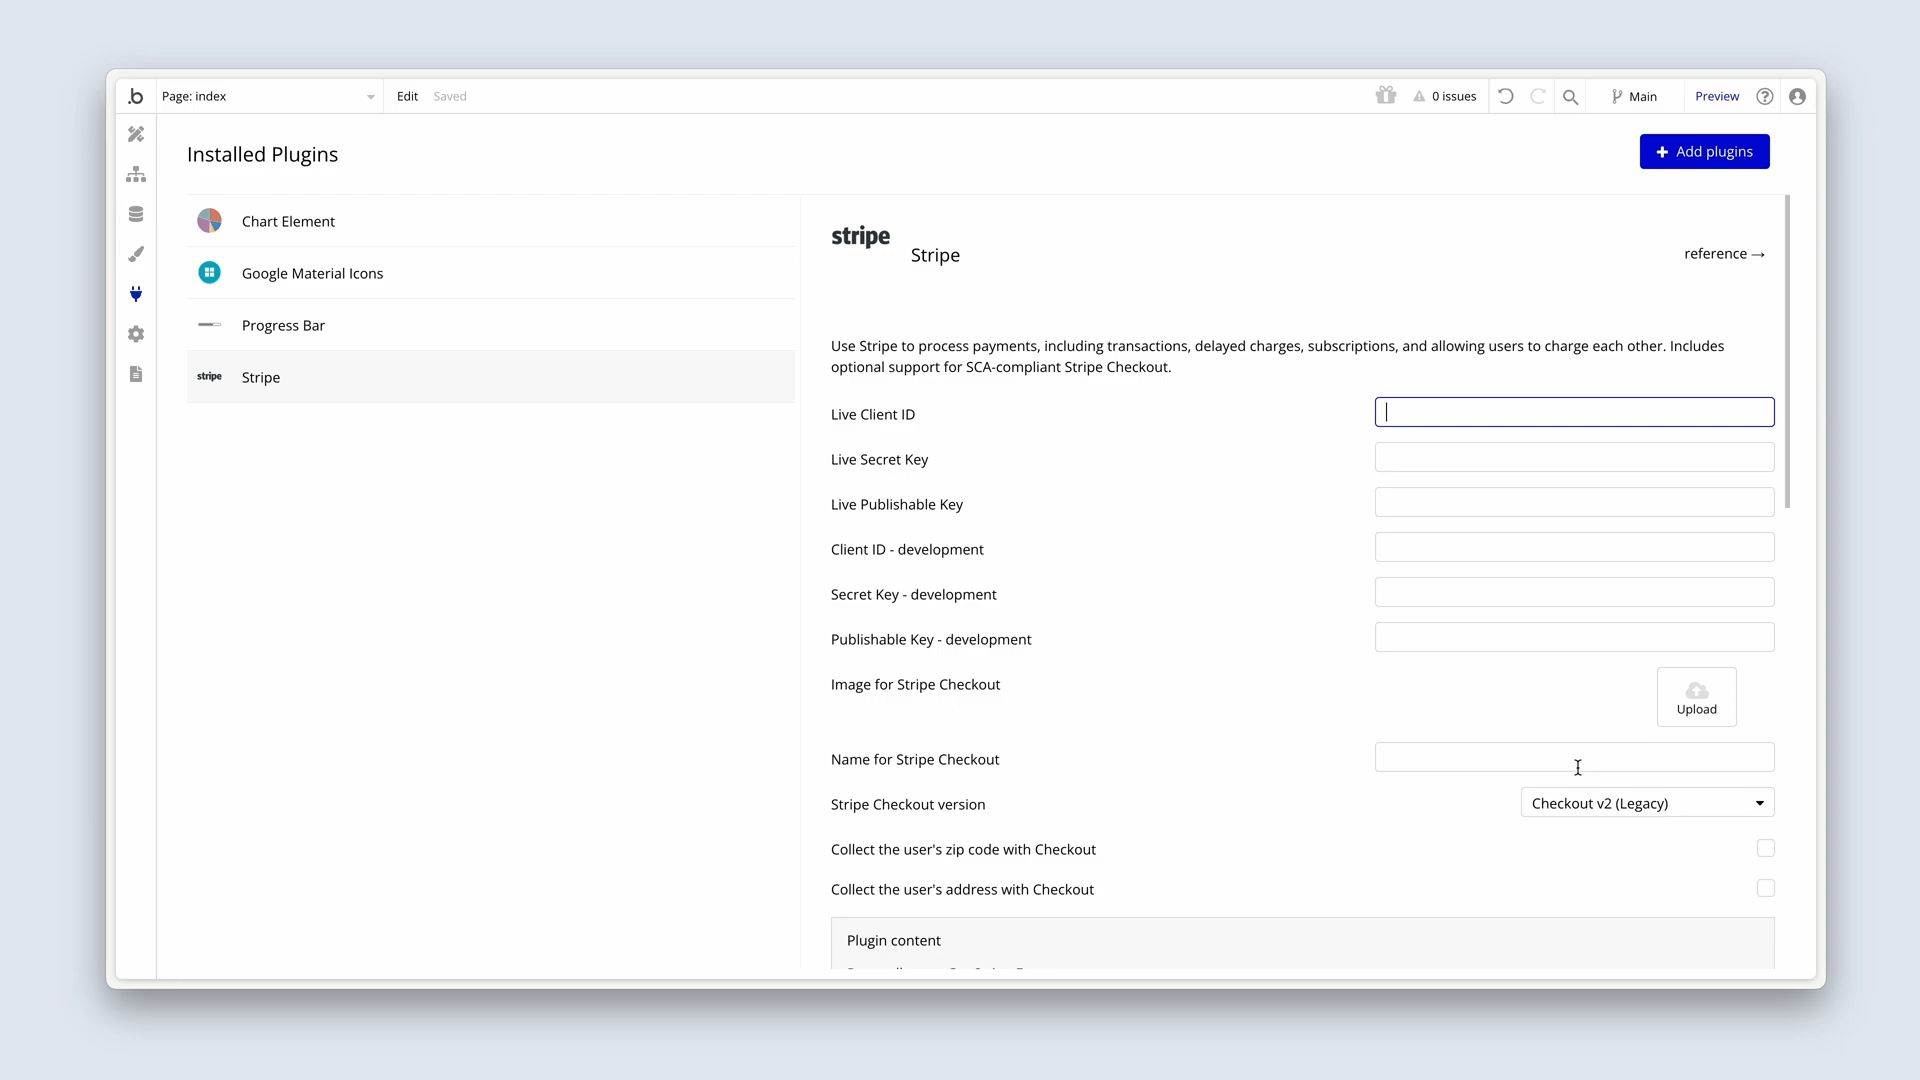 .b
Page: index
Edit
Saved
0 issues
Main
Preview
Installed Plugins
+ Add plugins
Chart Element
Google Material Icons
Progress Bar
stripe
Stripe
stripe
Stripe
reference →
Use Stripe to process payments, including transactions, delayed charges, subscriptions, and allowing users to charge each other. Includes
optional support for SCA-compliant Stripe Checkout.
Live Client ID
Live Secret Key
Live Publishable Key
Client ID - development
Secret Key - development
Publishable Key - development
Image for Stripe Checkout
Upload
Name for Stripe Checkout
Stripe Checkout version
Checkout v2 (Legacy)
Collect the user's zip code with Checkout
Collect the user's address with Checkout
Plugin content